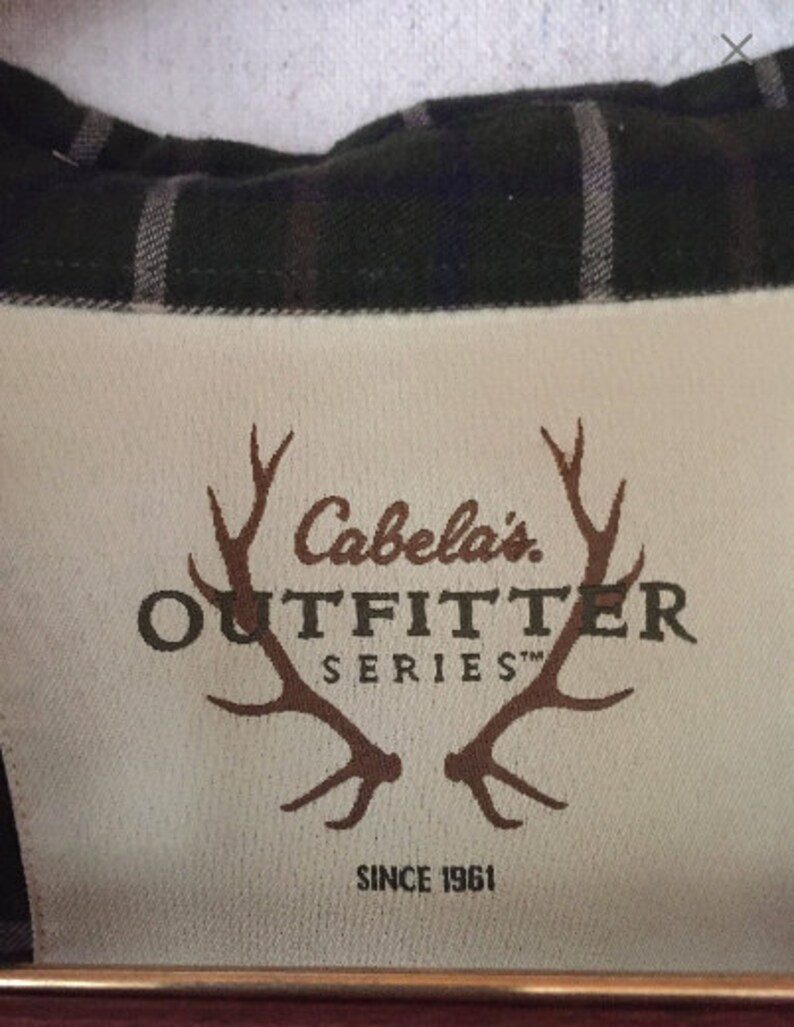 Cabela's.
OUTFITTER
SERIES™
SINCE 1961